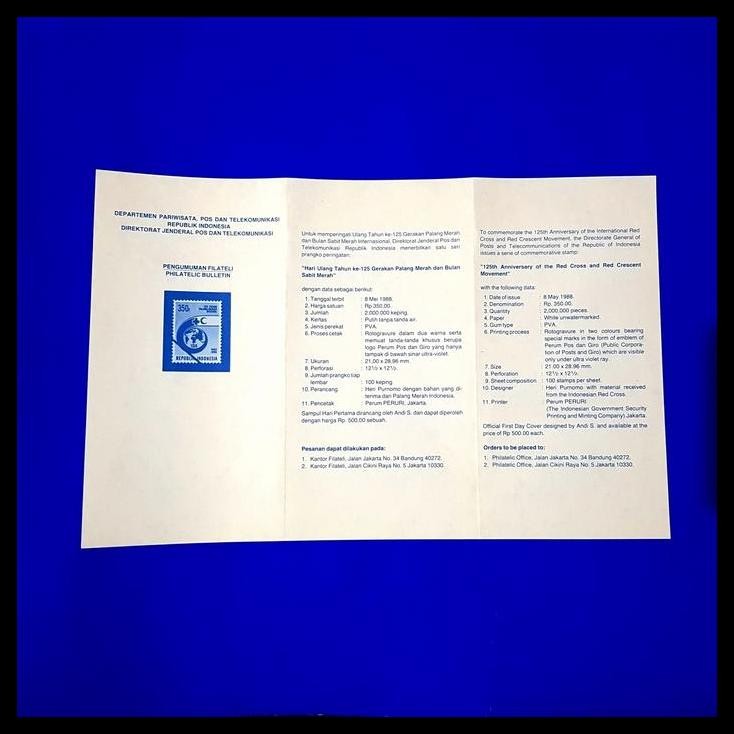 DEPARTEMEN PARIWISATA, POS DAN TELEKOMUNIKASI
REPUBLIK INDONESIA
DIREKTORAT JENDERAL POS DAN TELEKOMUNIKASI
PENGUMUMAN FILATELI
PHILATELIC BULLETIN
350
REPUBLIK INDONESIA
Untuk memperingati Ulang Tahun ke-125 Gerakan Palang Merah
dan Bulan Sabit Merah Internasional, Direktorat Jenderal Pos dan
Telekomunikasi Republik Indonesia menerbitkan satu seri
prangko peringatan:
"Hari Ulang Tahun ke-125 Gerakan Palang Merah dan Bulan
Sabit Merah"
dengan data sebagai berikut:
1. Tanggal terbit : 8 Mei 1988.
2. Harga satuan : Rp 350,00.
3. Jumlah : 2.000.000 keping.
4. Kertas : Putih tanpa tanda air.
5. Jenis perekat : PVA.
6. Proses cetak : Rotogravure dalam dua warna serta
memuat tanda-tanda khusus berupa
logo Perum Pos dan Giro yang hanya
tampak di bawah sinar ultra-violet.
7. Ukuran : 21,00 x 28,96 mm.
8. Perforasi : 12½ x 12½.
9. Jumlah prangko tiap
lembar : 100 keping
10. Perancang : Heri Purnomo dengan bahan yang di-
terima dari Palang Merah Indonesia.
11. Pencetak : Perum PERURI, Jakarta.
Sampul Hari Pertama dirancang oleh Andi S. dan dapat diperoleh
dengan harga Rp. 500,00 sebuah.
Pesanan dapat dilakukan pada:
1. Kantor Filateli, Jalan Jakarta No. 34 Bandung 40272.
2. Kantor Filateli, Jalan Cikini Raya No. 5 Jakarta 10330.
To commemorate the 125th Anniversary of the International Red
Cross and Red Crescent Movement, the Directorate General of
Posts and Telecommunications of the Republic of Indonesia
issues a serie of commemorative stamp:
"125th Anniversary of the Red Cross and Red Crescent
Movement"
with the following data:
1. Date of issue : 8 May 1988.
2. Denomination : Rp. 350.00.
3. Quantity : 2,000,000 pieces.
4. Paper : White unwatermarked.
5. Gum type : PVA.
6. Printing process : Rotogravure in two colours bearing
special marks in the form of emblem of
Perum Pos dan Giro (Public Corpora-
tion of Posts and Giro) which are visible
only under ultra violet ray.
7. Size : 21.00 x 28.96 mm.
8. Perforation : 12½ x 12½.
9. Sheet composition : 100 stamps per sheet.
10. Designer : Heri Purnomo with material received
from the Indonesian Red Cross.
11. Printer : Perum PERURI
(The Indonesian Government Security
Printing and Minting Company) Jakarta.
Official First Day Cover designed by Andi S. and available at the
price of Rp 500.00 each.
Orders to be placed to:
1. Philatelic Office, Jalan Jakarta No. 34 Bandung 40272.
2. Philatelic Office, Jalan Cikini Raya No. 5 Jakarta 10330.